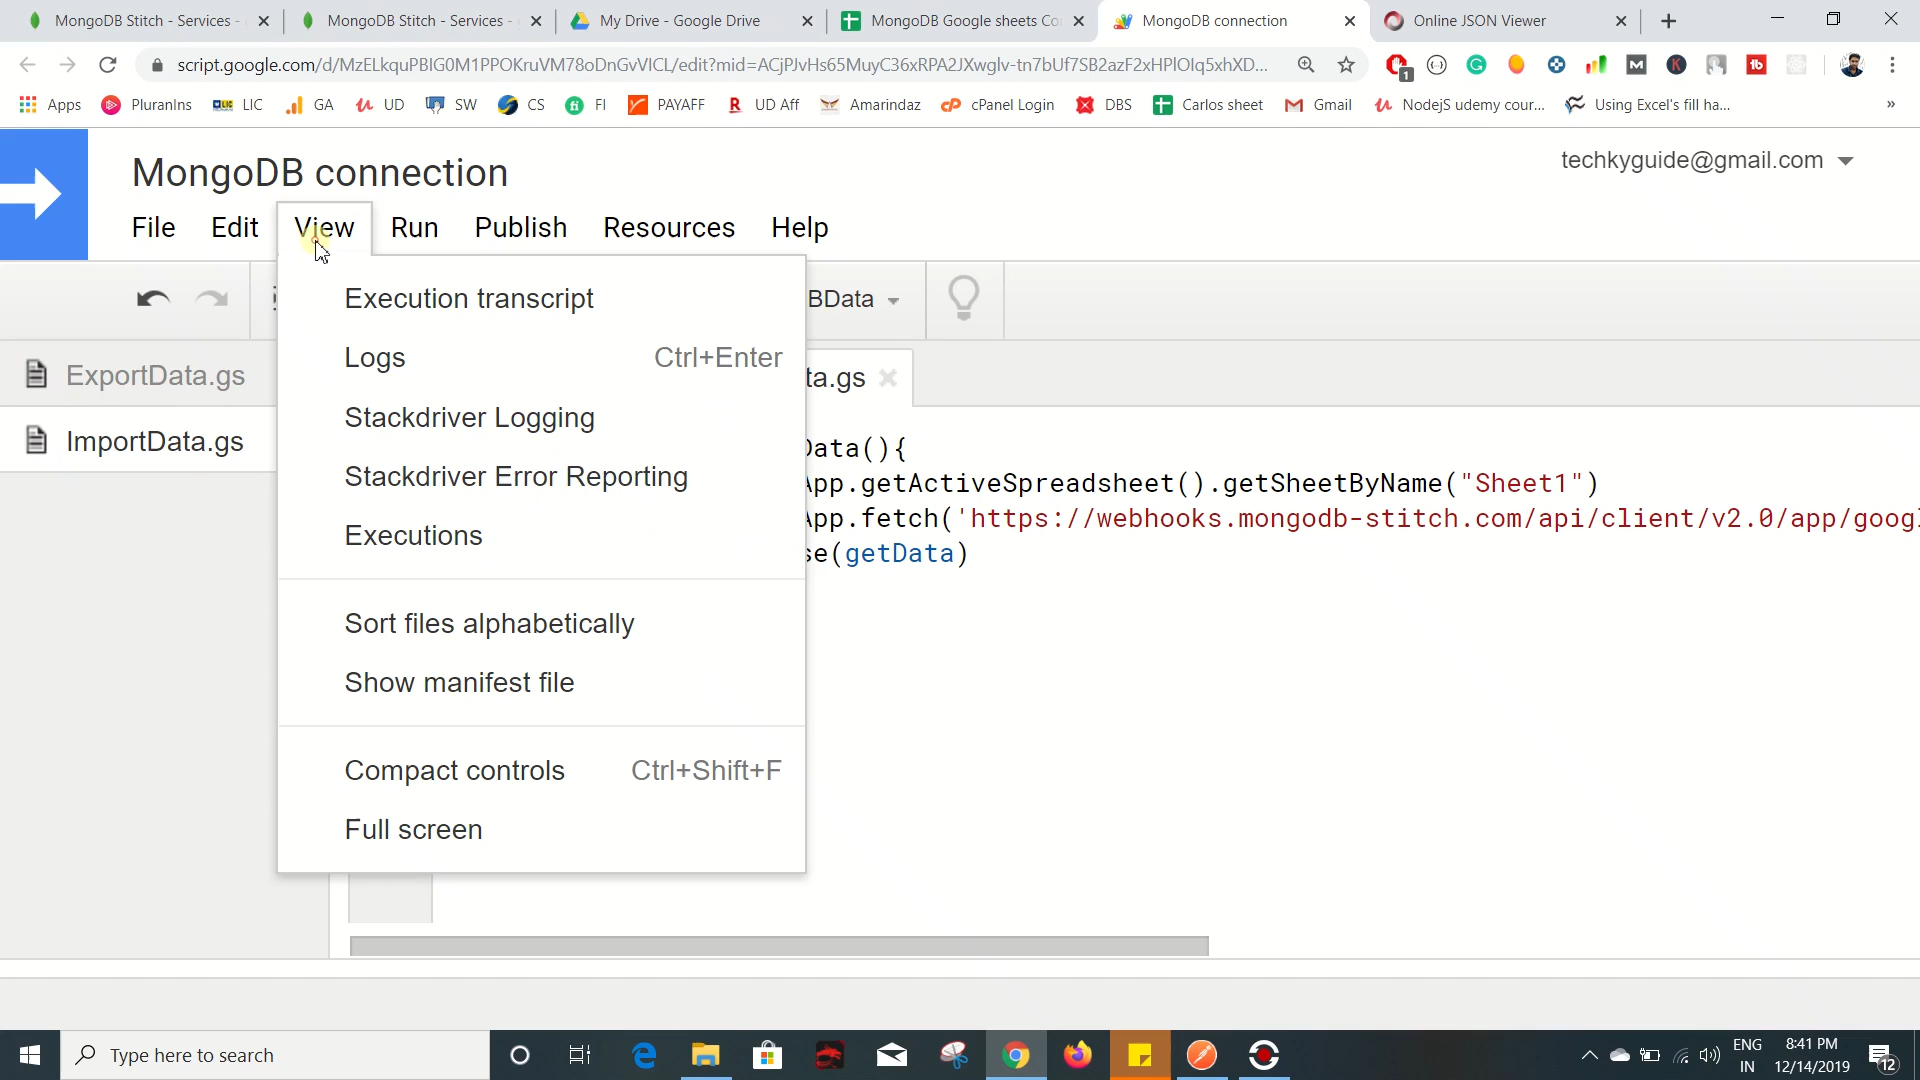 MongoDB Stitch - Services -
MongoDB Stitch - Services -
My Drive - Google Drive
MongoDB Google sheets Co
MongoDB connection
Online JSON Viewer
script.google.com/d/MzELkquPBIG0M1PPOKruVM78oDnGvVICL/edit?mid=ACjPJvHs65MuyC36xRPA2JXwglv-tn7bUf7SB2azF2xHPlOIq5xhXD...
1
Apps
PluranIns
LIC
GA
UD
SW
CS
FI
PAYAFF
UD Aff
Amarindaz
cPanel Login
DBS
Carlos sheet
Gmail
NodejS udemy cour...
Using Excel's fill ha...
»
MongoDB connection
techkyguide@gmail.com
File Edit View Run Publish Resources Help
BData
Execution transcript
Logs Ctrl+Enter
Stackdriver Logging
Stackdriver Error Reporting
Executions
Sort files alphabetically
Show manifest file
Compact controls Ctrl+Shift+F
Full screen
ExportData.gs
ImportData.gs
ta.gs
Data(){
App.getActiveSpreadsheet().getSheetByName("Sheet1")
App.fetch('https://webhooks.mongodb-stitch.com/api/client/v2.0/app/goog
se(getData)
Type here to search
ENG
IN
8:41 PM
12/14/2019
12